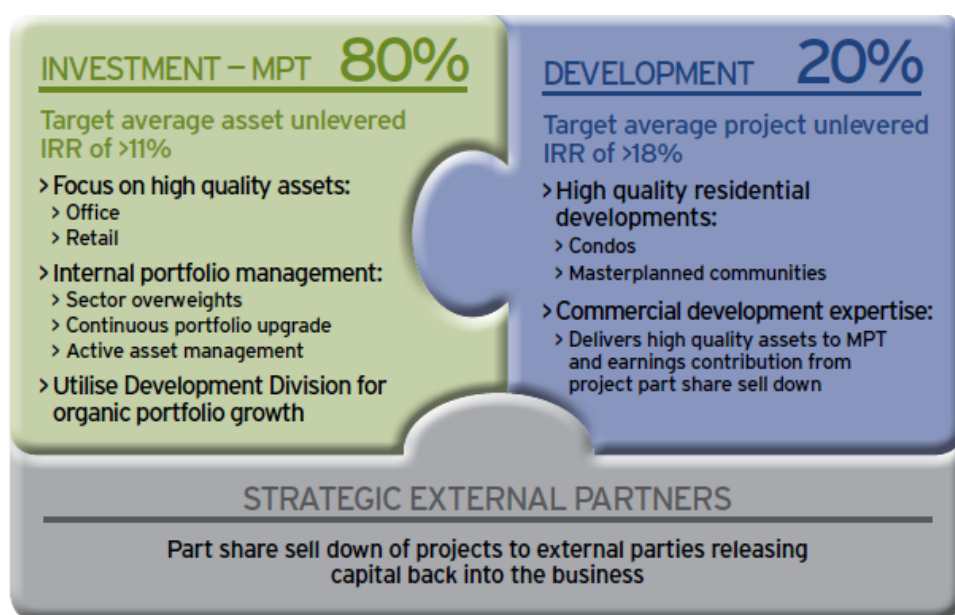 INVESTMENT – MPT 80%
Target average asset unlevered
IRR of >11%
> Focus on high quality assets:
> Office
> Retail
> Internal portfolio management:
> Sector overweights
> Continuous portfolio upgrade
> Active asset management
> Utilise Development Division for
organic portfolio growth
DEVELOPMENT 20%
Target average project unlevered
IRR of >18%
> High quality residential
developments:
> Condos
> Masterplanned communities
> Commercial development expertise:
> Delivers high quality assets to MPT
and earnings contribution from
project part share sell down
STRATEGIC EXTERNAL PARTNERS
Part share sell down of projects to external parties releasing
capital back into the business